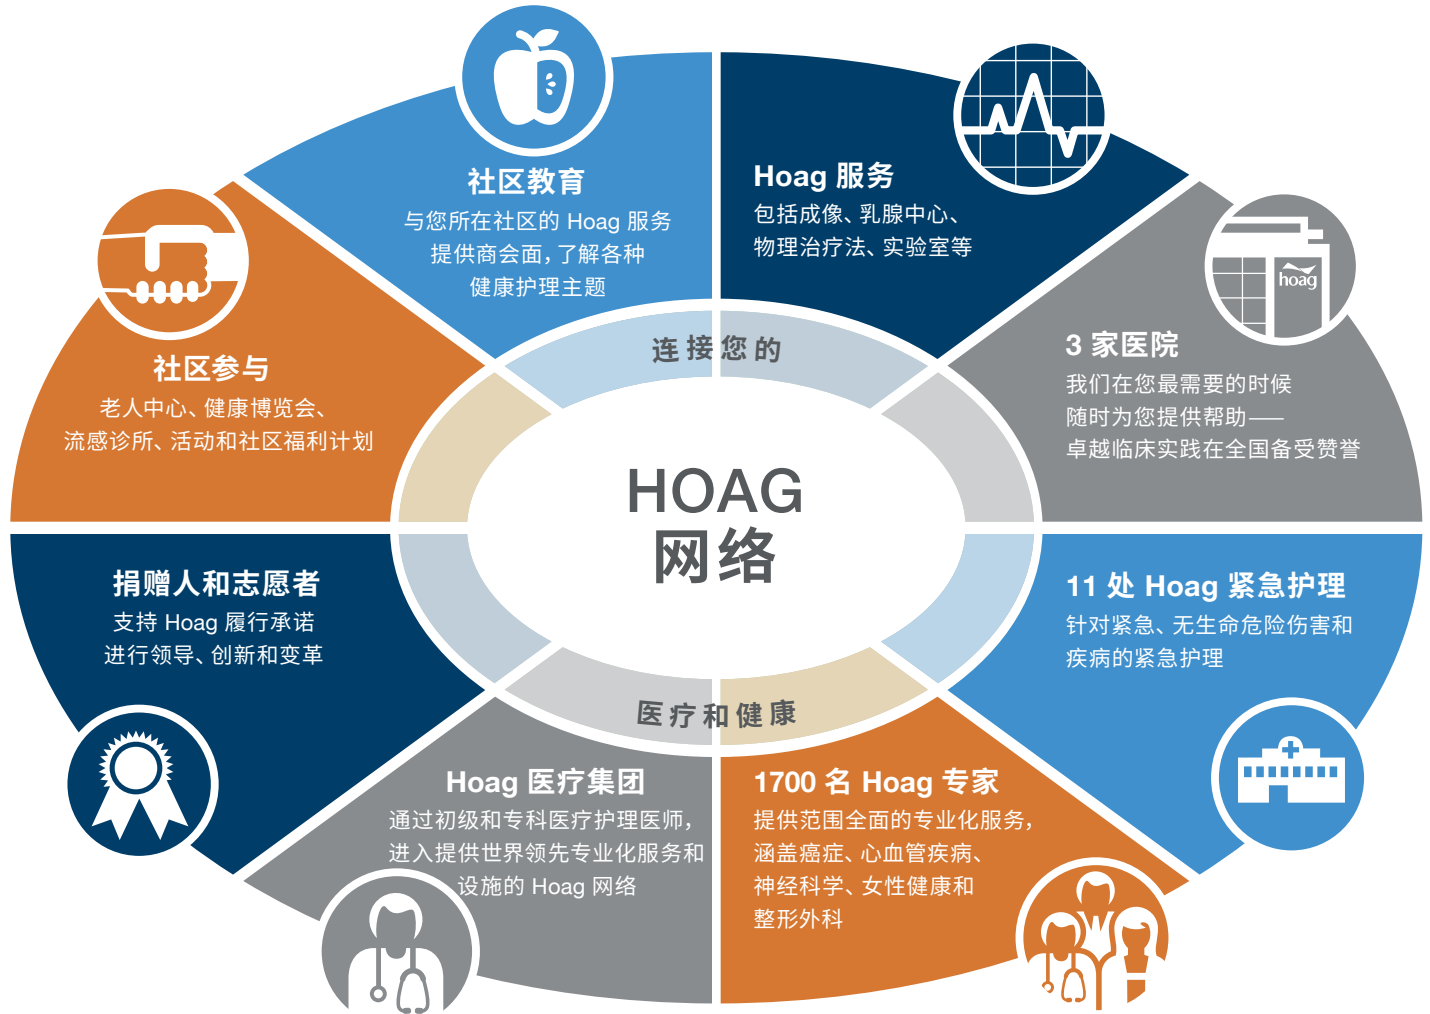 社区教育
与您所在社区的 Hoag 服务
提供商会面，了解各种
健康护理主题
Hoag 服务
包括成像、乳腺中心、
物理治疗法、实验室等
hoag
3 家医院
我们在您最需要的时候
随时为您提供帮助——
卓越临床实践在全国备受赞誉
社区参与
老人中心、健康博览会、
流感诊所、活动和社区福利计划
连接您的
HOAG
网络
医疗和健康
捐赠人和志愿者
支持 Hoag 履行承诺
进行领导、创新和变革
11 处 Hoag 紧急护理
针对紧急、无生命危险伤害和
疾病的紧急护理
Hoag 医疗集团
通过初级和专科医疗护理医师，
进入提供世界领先专业化服务和
设施的 Hoag 网络
1700 名 Hoag 专家
提供范围全面的专业化服务，
涵盖癌症、心血管疾病、
神经科学、女性健康和
整形外科